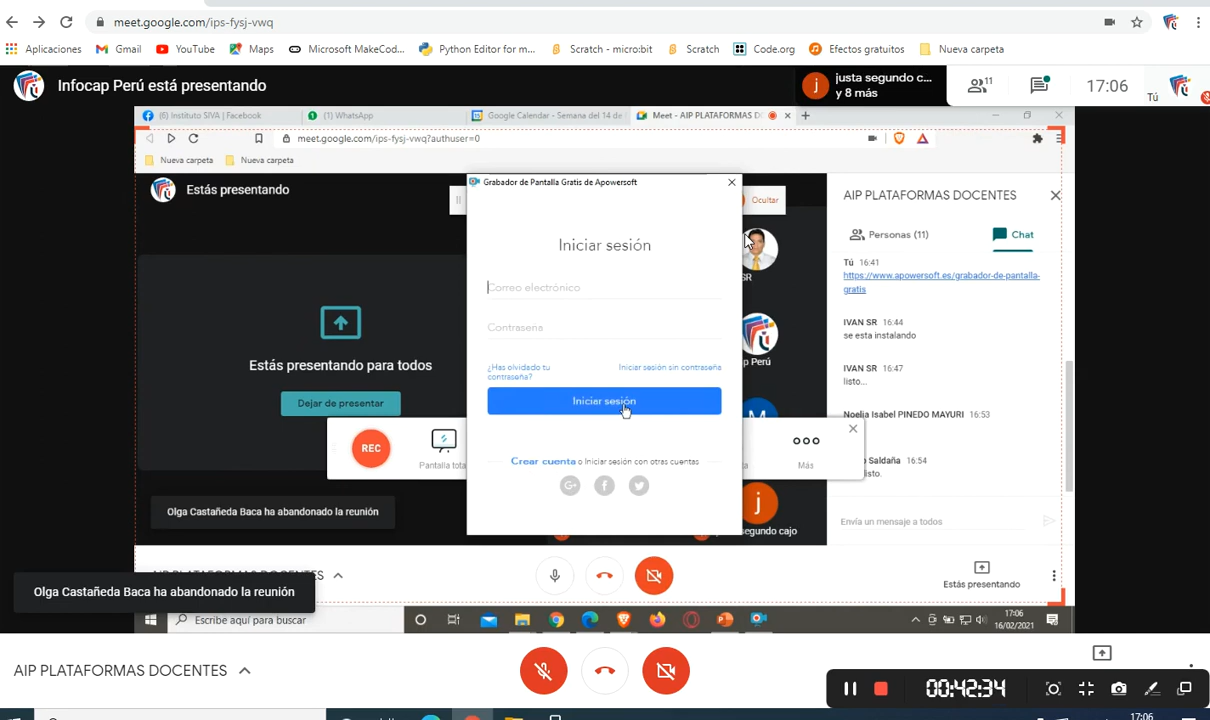 meet.google.com/ips-fysj-vwq
Aplicaciones
Gmail
YouTube
Maps
Microsoft MakeCod...
Python Editor for m...
Scratch - micro:bit
Scratch
Code.org
Efectos gratuitos
Nueva carpeta
Infocap Perú está presentando
j
justa segundo c...
y 8 más
11
17:06
Tú
(6) Instituto SIVA | Facebook
(1) WhatsApp
Google Calendar - Semana del 14 de
Meet - AIP PLATAFORMAS D
meet.google.com/ips-fysj-vwq?authuser=0
Nueva carpeta
Nueva carpeta
Estás presentando
Grabador de Pantalla Gratis de Apowersoft
Ocultar
Iniciar sesión
Correo electrónico
Contraseña
¿Has olvidado tu
contraseña?
Iniciar sesión sin contraseña
Iniciar sesión
Crear cuenta o Iniciar sesión con otras cuentas
G+
f
Estás presentando para todos
Dejar de presentar
REC
Pantalla tota
Más
SR
p Perú
M
j
segundo cajo
Olga Castañeda Baca ha abandonado la reunión
AIP PLATAFORMAS DOCENTES
Personas (11)
Chat
Tú 16:41
https://www.apowersoft.es/grabador-de-pantalla-
gratis
IVAN SR 16:44
se esta instalando
IVAN SR 16:47
listo...
Noelia Isabel PINEDO MAYURI 16:53
Saldaña 16:54
listo.
Envía un mensaje a todos
Estás presentando
Olga Castañeda Baca ha abandonado la reunión
Escribe aquí para buscar
17:06
16/02/2021
AIP PLATAFORMAS DOCENTES
00:42:34
17:06